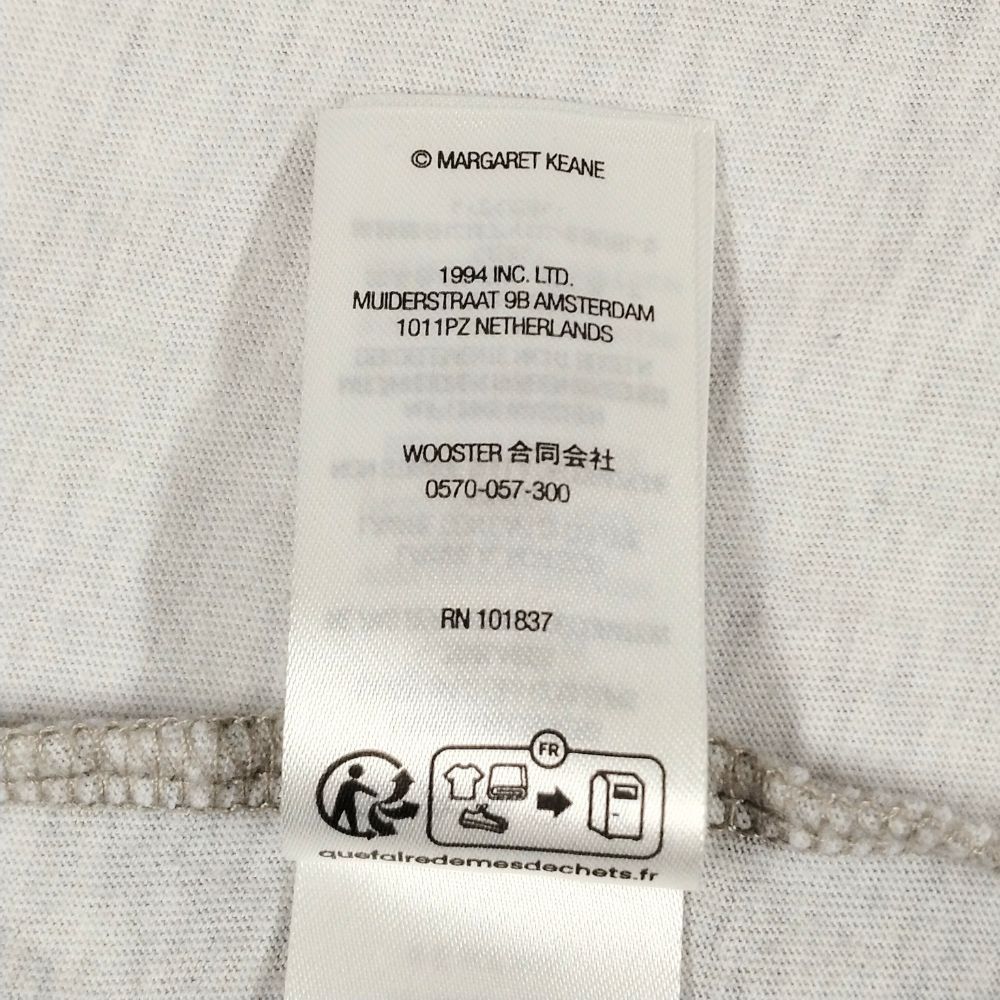 © MARGARET KEANE
1994 INC. LTD.
MUIDERSTRAAT 9B AMSTERDAM
1011PZ NETHERLANDS
WOOSTER 合同会社
0570-057-300
RN 101837
FR
quefairedemesdechets.fr